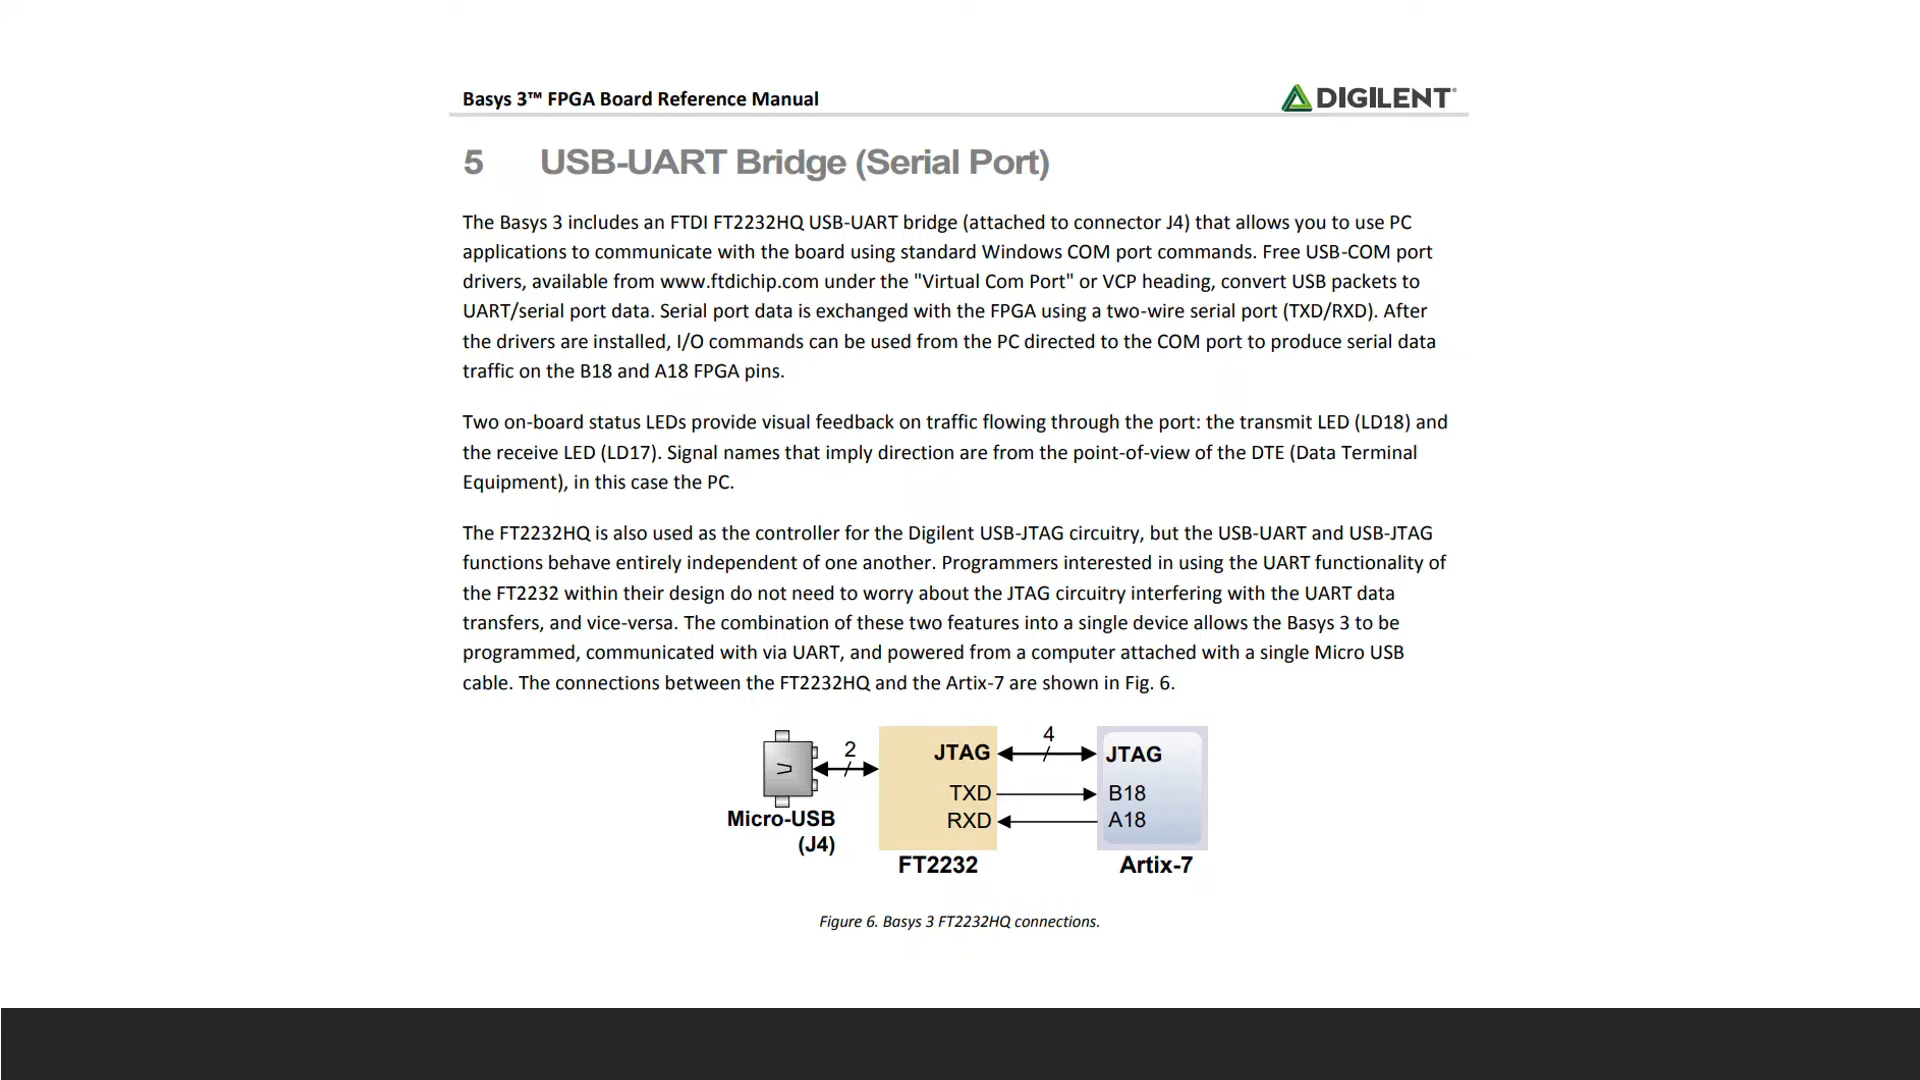 Basys 3™ FPGA Board Reference Manual
DIGILENT
5 USB-UART Bridge (Serial Port)
The Basys 3 includes an FTDI FT2232HQ USB-UART bridge (attached to connector J4) that allows you to use PC
applications to communicate with the board using standard Windows COM port commands. Free USB-COM port
drivers, available from www.ftdichip.com under the "Virtual Com Port" or VCP heading, convert USB packets to
UART/serial port data. Serial port data is exchanged with the FPGA using a two-wire serial port (TXD/RXD). After
the drivers are installed, I/O commands can be used from the PC directed to the COM port to produce serial data
traffic on the B18 and A18 FPGA pins.
Two on-board status LEDs provide visual feedback on traffic flowing through the port: the transmit LED (LD18) and
the receive LED (LD17). Signal names that imply direction are from the point-of-view of the DTE (Data Terminal
Equipment), in this case the PC.
The FT2232HQ is also used as the controller for the Digilent USB-JTAG circuitry, but the USB-UART and USB-JTAG
functions behave entirely independent of one another. Programmers interested in using the UART functionality of
the FT2232 within their design do not need to worry about the JTAG circuitry interfering with the UART data
transfers, and vice-versa. The combination of these two features into a single device allows the Basys 3 to be
programmed, communicated with via UART, and powered from a computer attached with a single Micro USB
cable. The connections between the FT2232HQ and the Artix-7 are shown in Fig. 6.
2
4
JTAG
JTAG
TXD
B18
RXD
A18
Micro-USB
(J4)
FT2232
Artix-7
Figure 6. Basys 3 FT2232HQ connections.